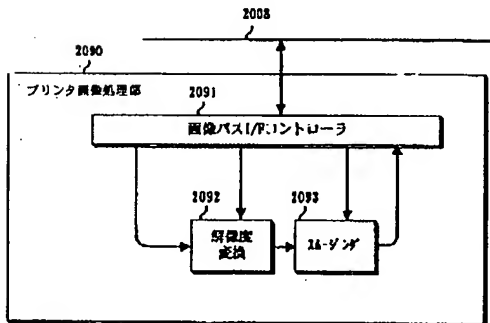 2008
2090
プリンタ画像処理部
2091
画像バスI/Fコントローラ
2092
2093
解像度
変換
スムージング